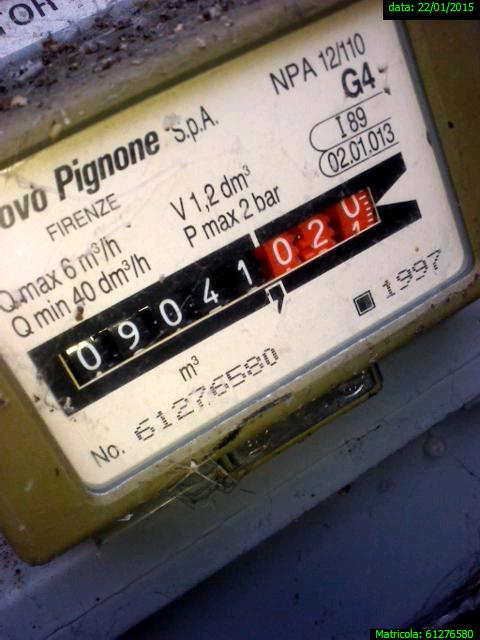 data: 22/01/2015
TOR
NPA 12/110
G4
I 89
02.01.013
ovo Pignone S.p.A.
FIRENZE
V 1,2 dm³
P max 2 bar
Q max 6 m³/h
Q min 40 dm³/h
09041020
m³
1997
No. 61276580
Matricola: 61276580